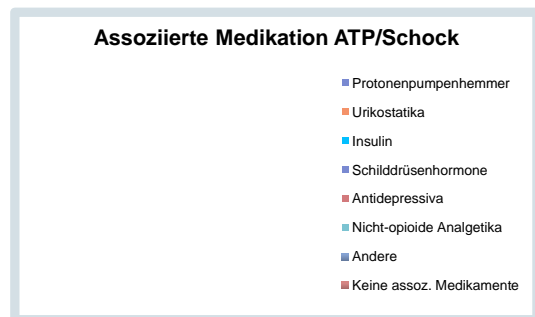 Assoziierte Medikation ATP/Schock
Protonenpumpenhemmer
Urikostatika
Insulin
Schilddrüsenhormone
Antidepressiva
Nicht-opioide Analgetika
Andere
Keine assoz. Medikamente